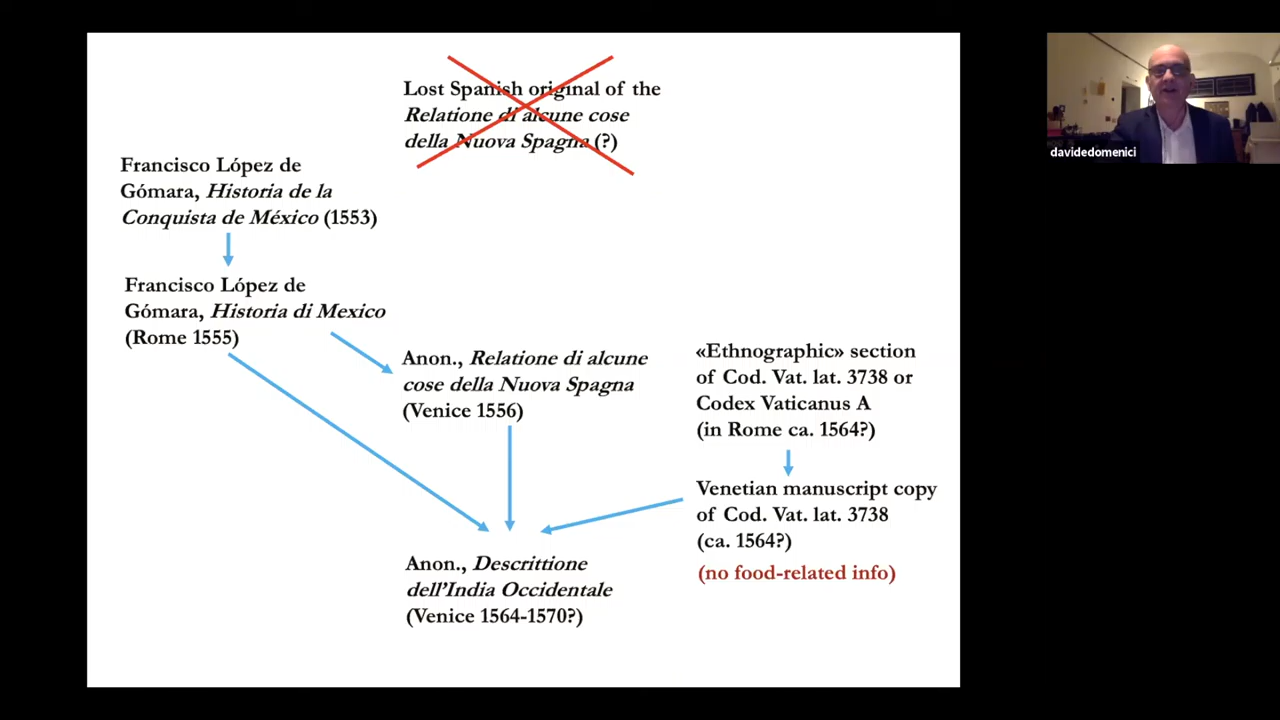 Lost Spanish original of the
Relatione di alcune cose
della Nuova Spagna (?)
Francisco López de
Gómara, Historia de la
Conquista de México (1553)
Francisco López de
Gómara, Historia di Mexico
(Rome 1555)
Anon., Relatione di alcune
cose della Nuova Spagna
(Venice 1556)
«Ethnographic» section
of Cod. Vat. lat. 3738 or
Codex Vaticanus A
(in Rome ca. 1564?)
Venetian manuscript copy
of Cod. Vat. lat. 3738
(ca. 1564?)
(no food-related info)
Anon., Descrittione
dell'India Occidentale
(Venice 1564-1570?)
davidedomenici